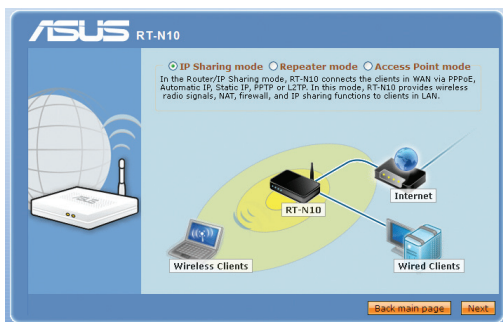 ASUS RT-N10
IP Sharing mode Repeater mode Access Point mode
In the Router/IP Sharing mode, RT-N10 connects the clients in WAN via PPPoE,
Automatic IP, Static IP, PPTP or L2TP. In this mode, RT-N10 provides wireless
radio signals, NAT, firewall, and IP sharing functions to clients in LAN.
Internet
RT-N10
Wireless Clients
Wired Clients
Back main page Next